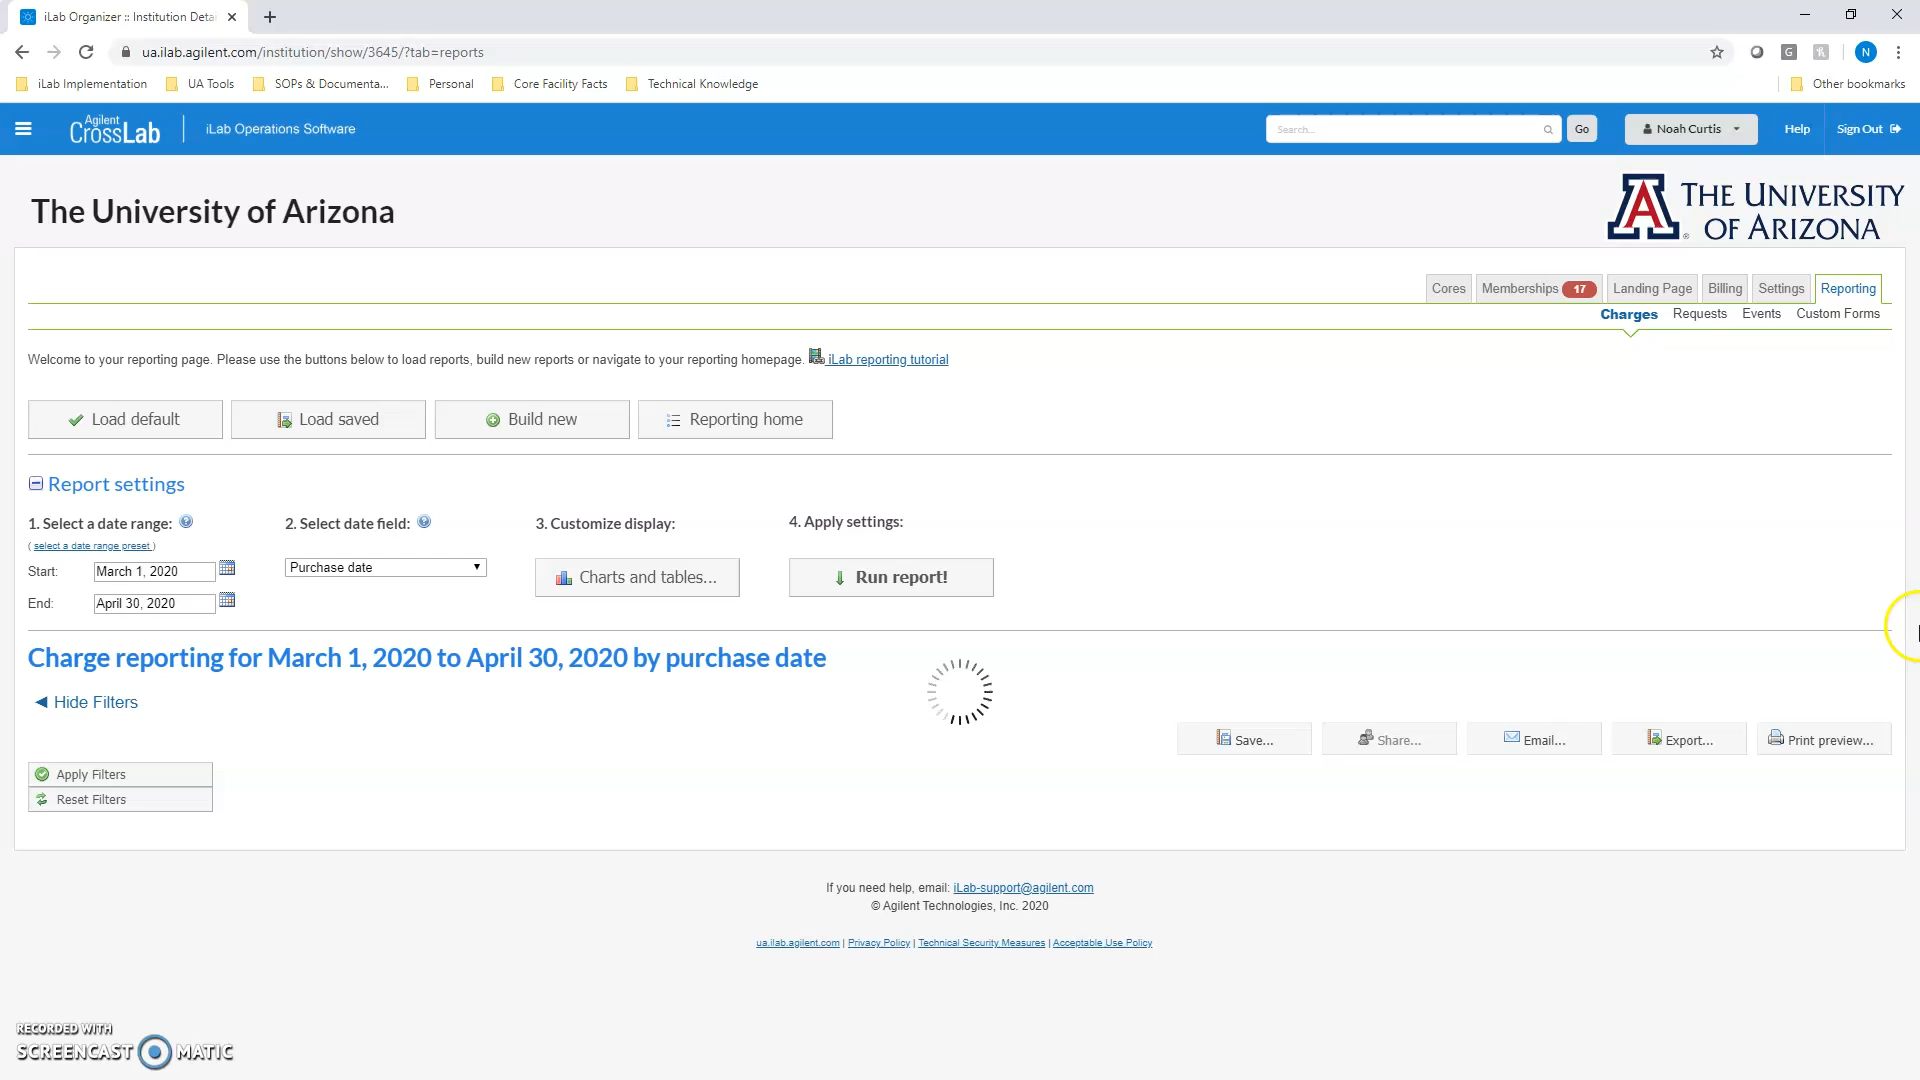 iLab Organizer :: Institution Detai
ua.ilab.agilent.com/institution/show/3645/?tab=reports
G
N
iLab Implementation
UA Tools
SOPs & Documenta...
Personal
Core Facility Facts
Technical Knowledge
Other bookmarks
Agilent
CrossLab
iLab Operations Software
Search...
Go
Noah Curtis
Help
Sign Out
The University of Arizona
A
THE UNIVERSITY
OF ARIZONA
®
Cores
Memberships 17
Landing Page
Billing
Settings
Reporting
Charges
Requests
Events
Custom Forms
Welcome to your reporting page. Please use the buttons below to load reports, build new reports or navigate to your reporting homepage. iLab reporting tutorial
Load default
Load saved
Build new
Reporting home
Report settings
1. Select a date range:
2. Select date field:
3. Customize display:
4. Apply settings:
( select a date range preset )
Start: March 1, 2020
Purchase date
Charts and tables...
Run report!
End: April 30, 2020
Charge reporting for March 1, 2020 to April 30, 2020 by purchase date
◄ Hide Filters
Save...
Share...
Email...
Export...
Print preview...
Apply Filters
Reset Filters
If you need help, email: iLab-support@agilent.com
© Agilent Technologies, Inc. 2020
ua.ilab.agilent.com | Privacy Policy | Technical Security Measures | Acceptable Use Policy
RECORDED WITH
SCREENCAST MATIC